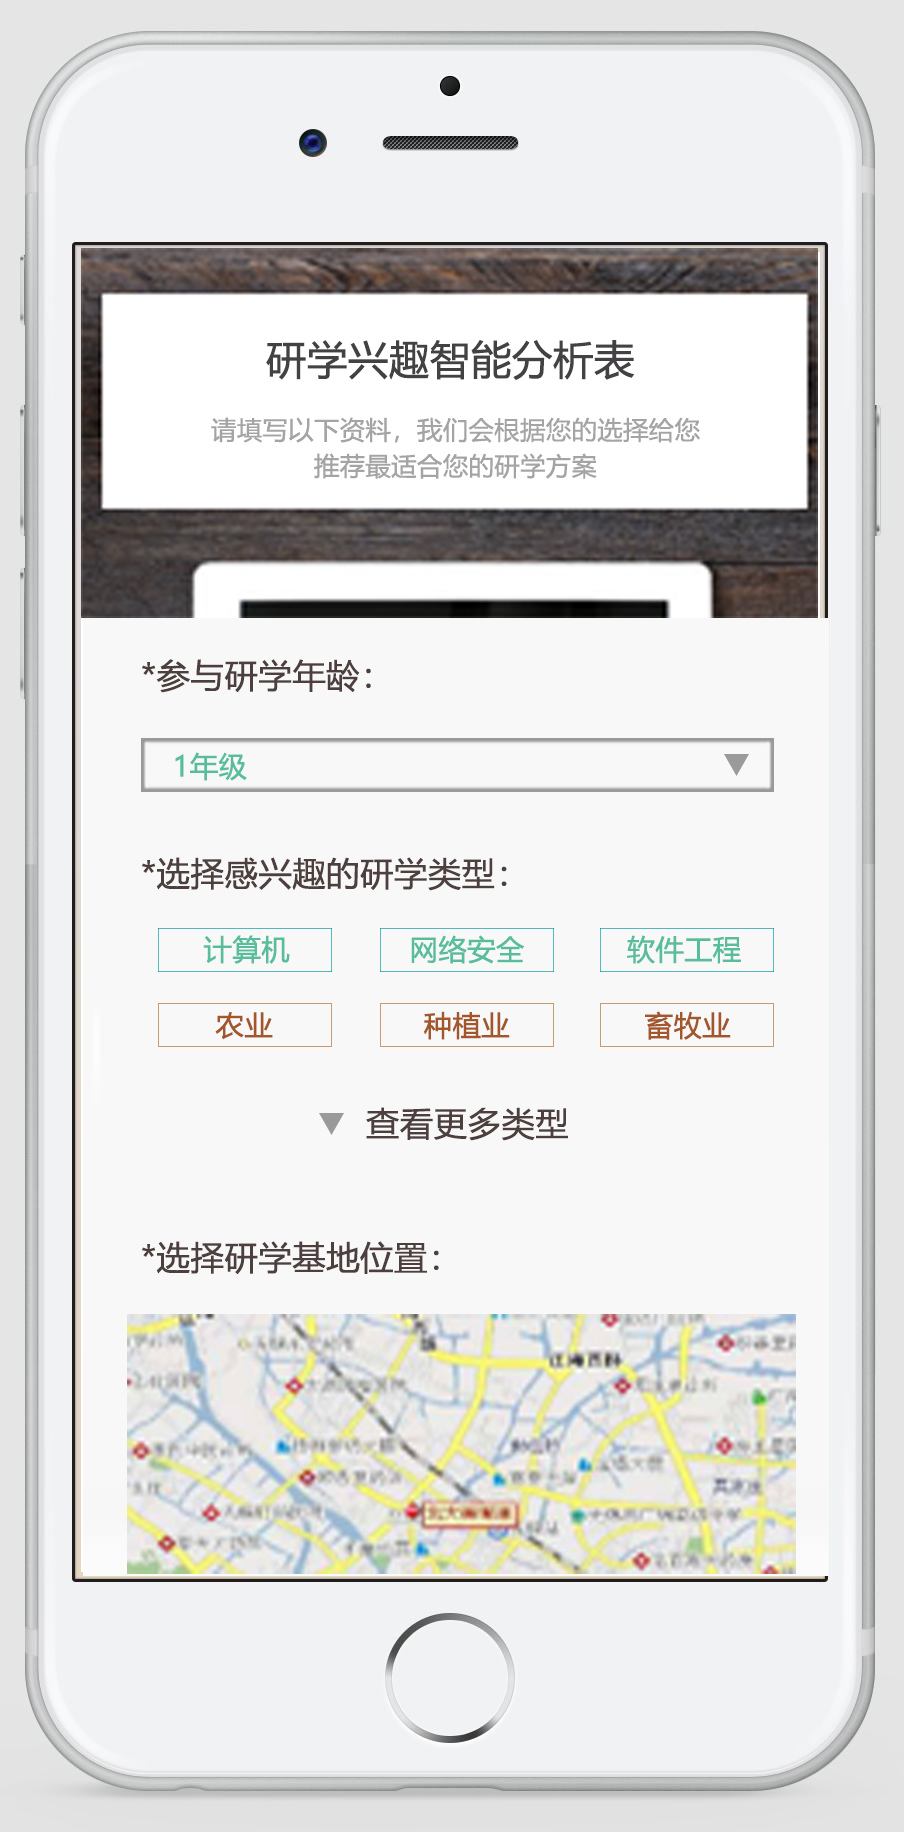 研学兴趣智能分析表
请填写以下资料，我们会根据您的选择给您
推荐最适合您的研学方案
*参与研学年龄：
1年级
*选择感兴趣的研学类型：
计算机 网络安全 软件工程
农业 种植业 畜牧业
查看更多类型
*选择研学基地位置：